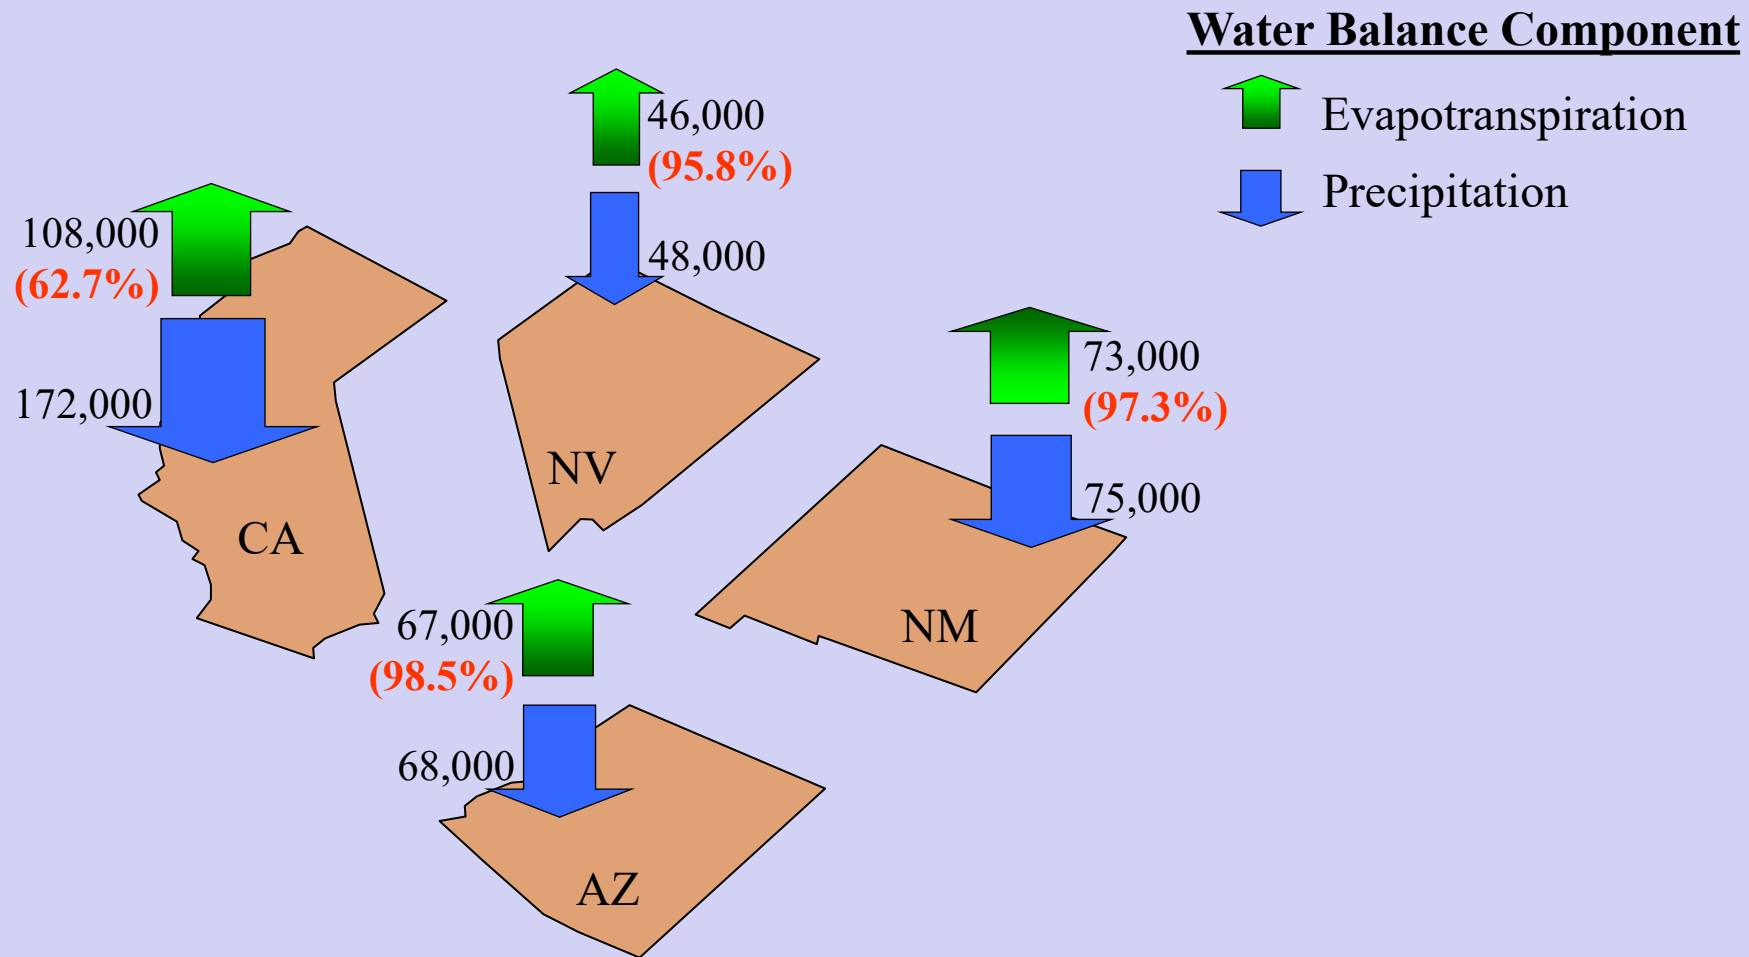 Water Balance Component
Evapotranspiration
Precipitation
46,000
(95.8%)
48,000
NV
108,000
(62.7%)
172,000
CA
73,000
(97.3%)
75,000
NM
67,000
(98.5%)
68,000
AZ